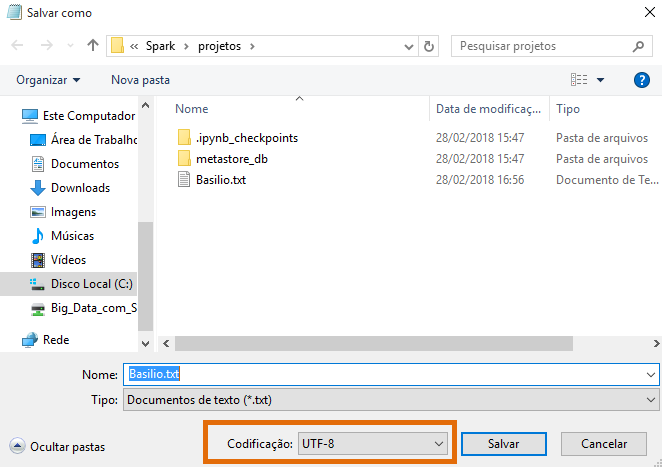 Salvar como
« Spark > projetos >
Pesquisar projetos
Organizar
Nova pasta
?
Este Computador
Área de Trabalho
Documentos
Downloads
Imagens
Músicas
Vídeos
Disco Local (C:)
Big_Data_com_S
Rede
Nome Data de modificaç... Tipo
.ipynb_checkpoints 28/02/2018 15:47 Pasta de arquivos
metastore_db 28/02/2018 15:47 Pasta de arquivos
Basilio.txt 28/02/2018 16:56 Documento de Te...
Nome: Basilio.txt
Tipo: Documentos de texto (*.txt)
Ocultar pastas
Codificação: UTF-8
Salvar
Cancelar